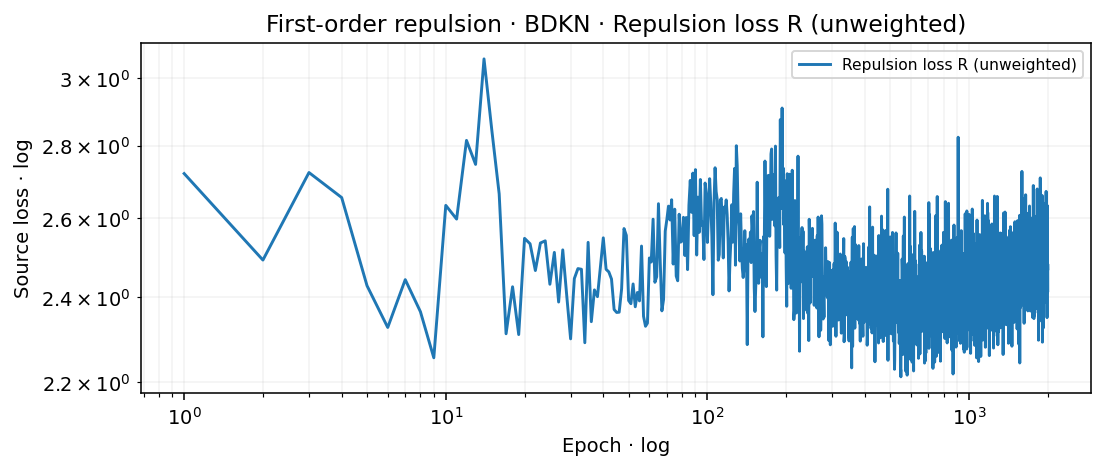 First-order repulsion · BDKN · Repulsion loss R (unweighted)
Repulsion loss R (unweighted)
Source loss · log
3 × 10⁰
2.8 × 10⁰
2.6 × 10⁰
2.4 × 10⁰
2.2 × 10⁰
10⁰ 10¹ 10² 10³
Epoch · log